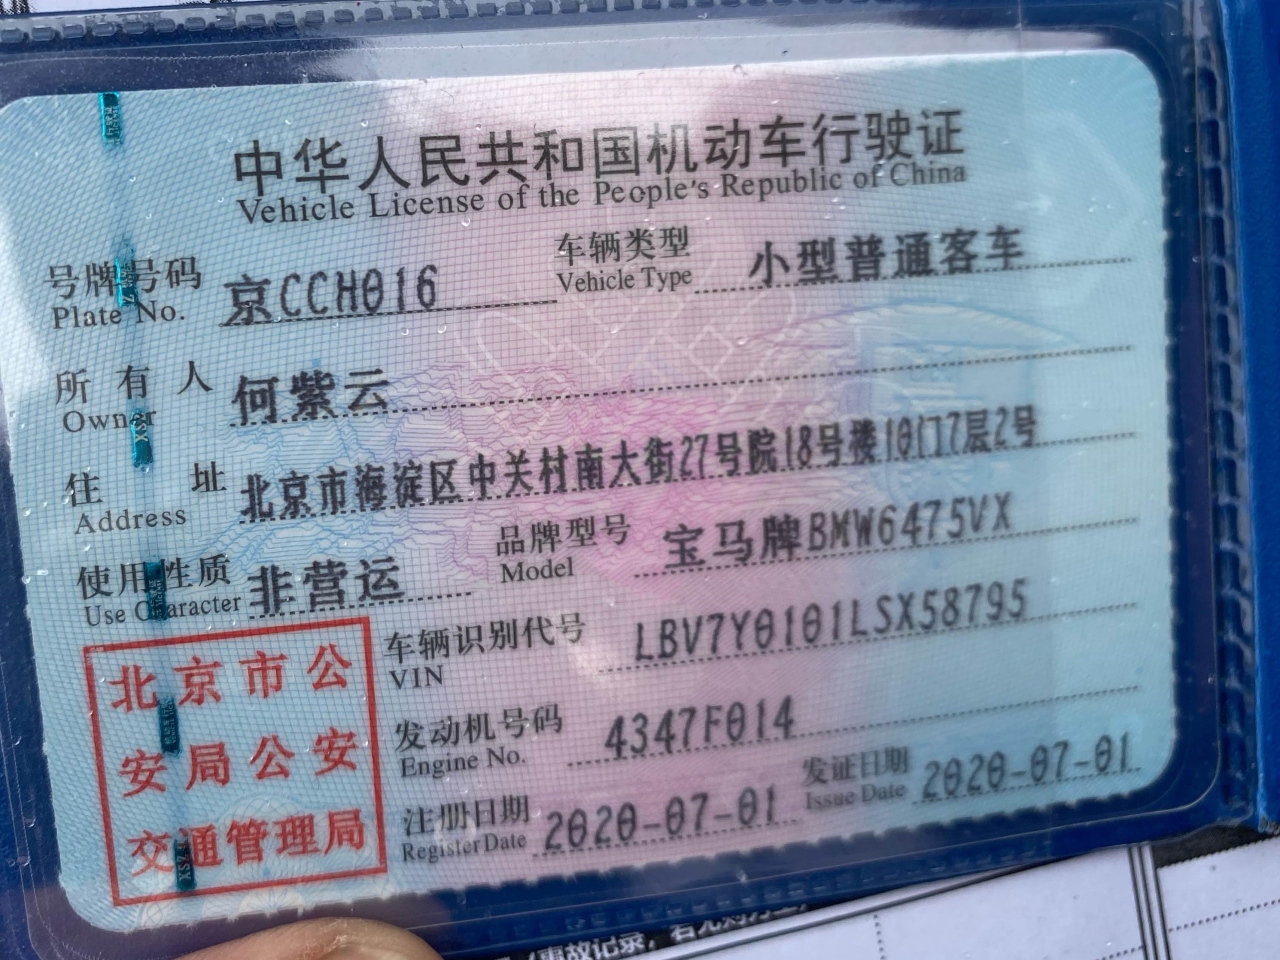 中华人民共和国机动车行驶证
Vehicle License of the People's Republic of China
号牌号码 京CCH016 车辆类型 小型普通客车
Plate No. Vehicle Type
所有人 何紫云
Owner
住址 北京市海淀区中关村南大街27号院18号楼10门7层2号
Address
使用性质 非营运 品牌型号 宝马牌BMW6475VX
Use Character Model
车辆识别代号 LBV7Y0101LSX58795
VIN
发动机号码 4347F014
Engine No.
注册日期 2020-07-01 发证日期 2020-07-01
Register Date Issue Date
北京市公
安局公安
交通管理局